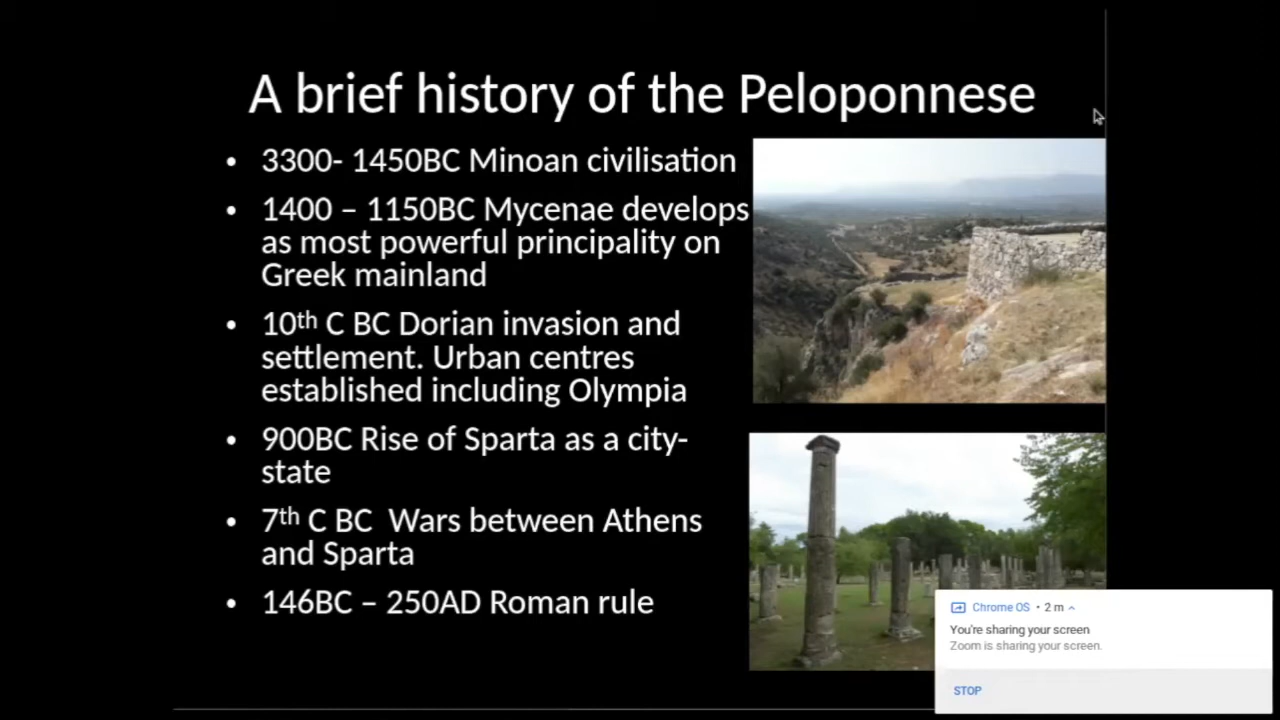 A brief history of the Peloponnese
• 3300- 1450BC Minoan civilisation
• 1400 – 1150BC Mycenae develops
as most powerful principality on
Greek mainland
• 10th C BC Dorian invasion and
settlement. Urban centres
established including Olympia
• 900BC Rise of Sparta as a city-
state
• 7th C BC  Wars between Athens
and Sparta
• 146BC – 250AD Roman rule
Chrome OS • 2 m
You're sharing your screen
Zoom is sharing your screen.
STOP